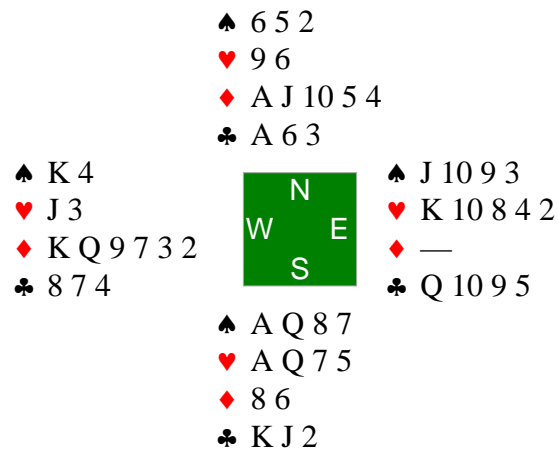 ♠ 6 5 2
♥ 9 6
♦ A J 10 5 4
♣ A 6 3
♠ K 4
♥ J 3
♦ K Q 9 7 3 2
♣ 8 7 4
N
W E
S
♠ J 10 9 3
♥ K 10 8 4 2
♦ —
♣ Q 10 9 5
♠ A Q 8 7
♥ A Q 7 5
♦ 8 6
♣ K J 2